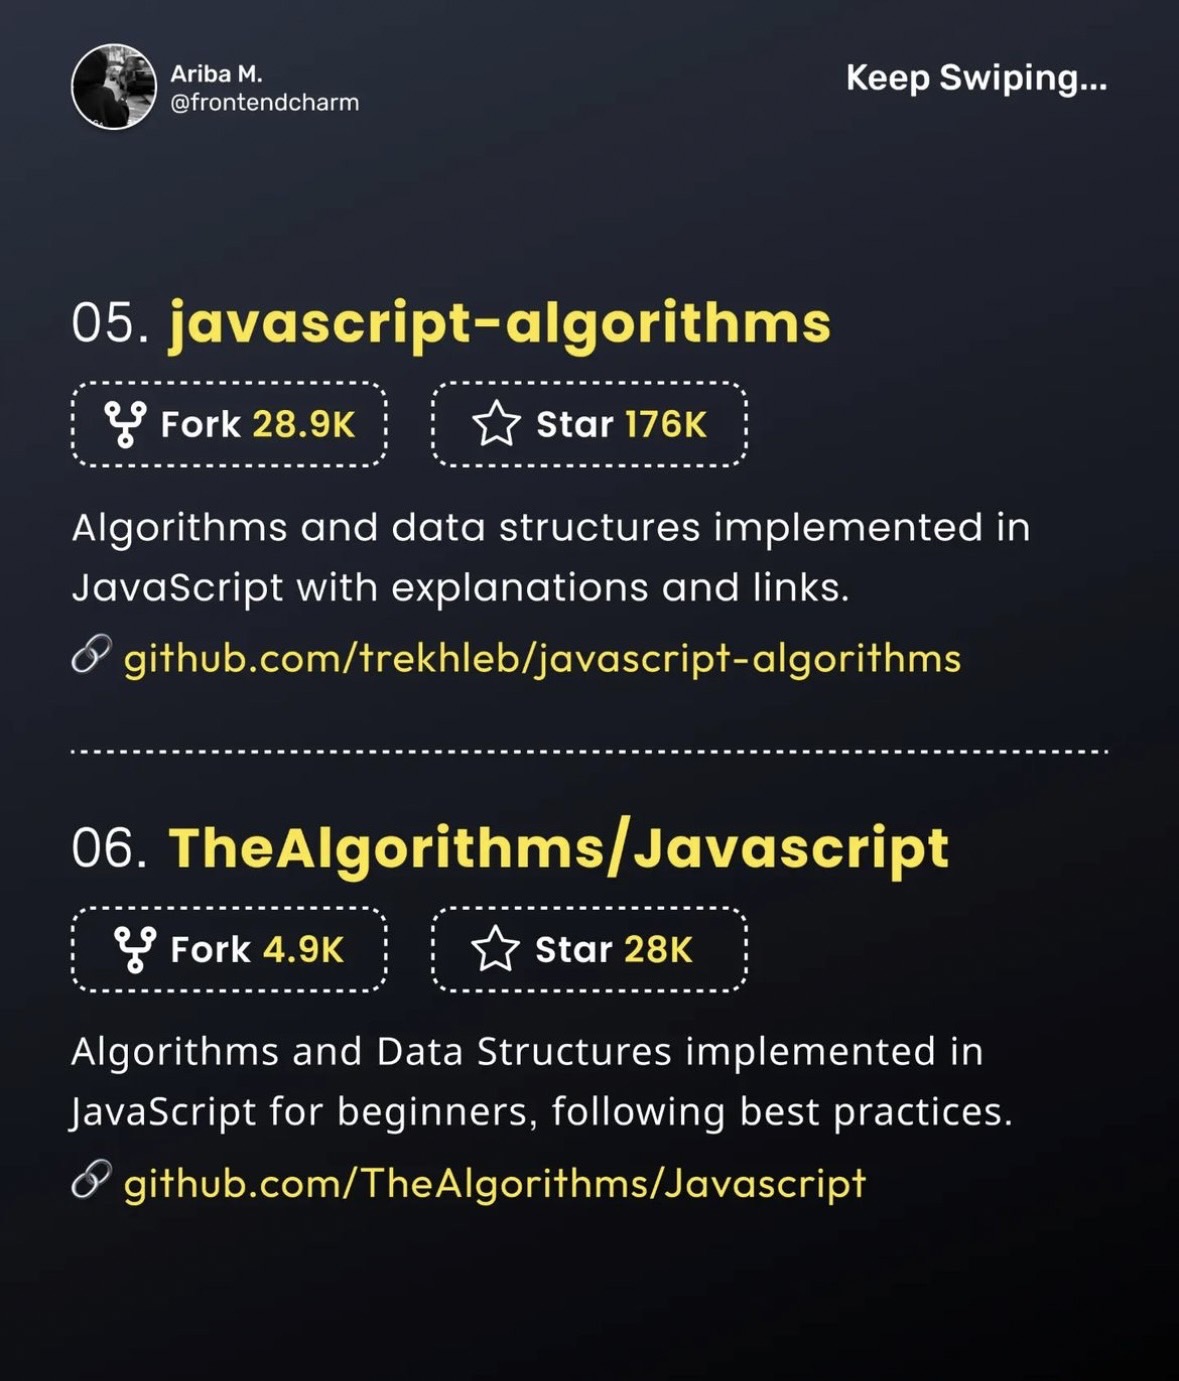 Ariba M.
@frontendcharm
Keep Swiping...
05. javascript-algorithms
Fork 28.9K
Star 176K
Algorithms and data structures implemented in
JavaScript with explanations and links.
github.com/trekhleb/javascript-algorithms
06. TheAlgorithms/Javascript
Fork 4.9K
Star 28K
Algorithms and Data Structures implemented in
JavaScript for beginners, following best practices.
github.com/TheAlgorithms/Javascript